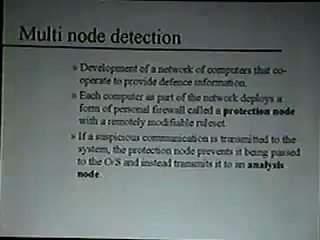 Multi node detection
» Development of a network of computers that co-
operate to provide defence information.
» Each computer as part of the network deploys a
form of personal firewall called a protection node
with a remotely modifiable ruleset.
» If a suspicious communication is transmitted to the
system, the protection node prevents it being passed
to the O/S and instead transmits it to an analysis
node.